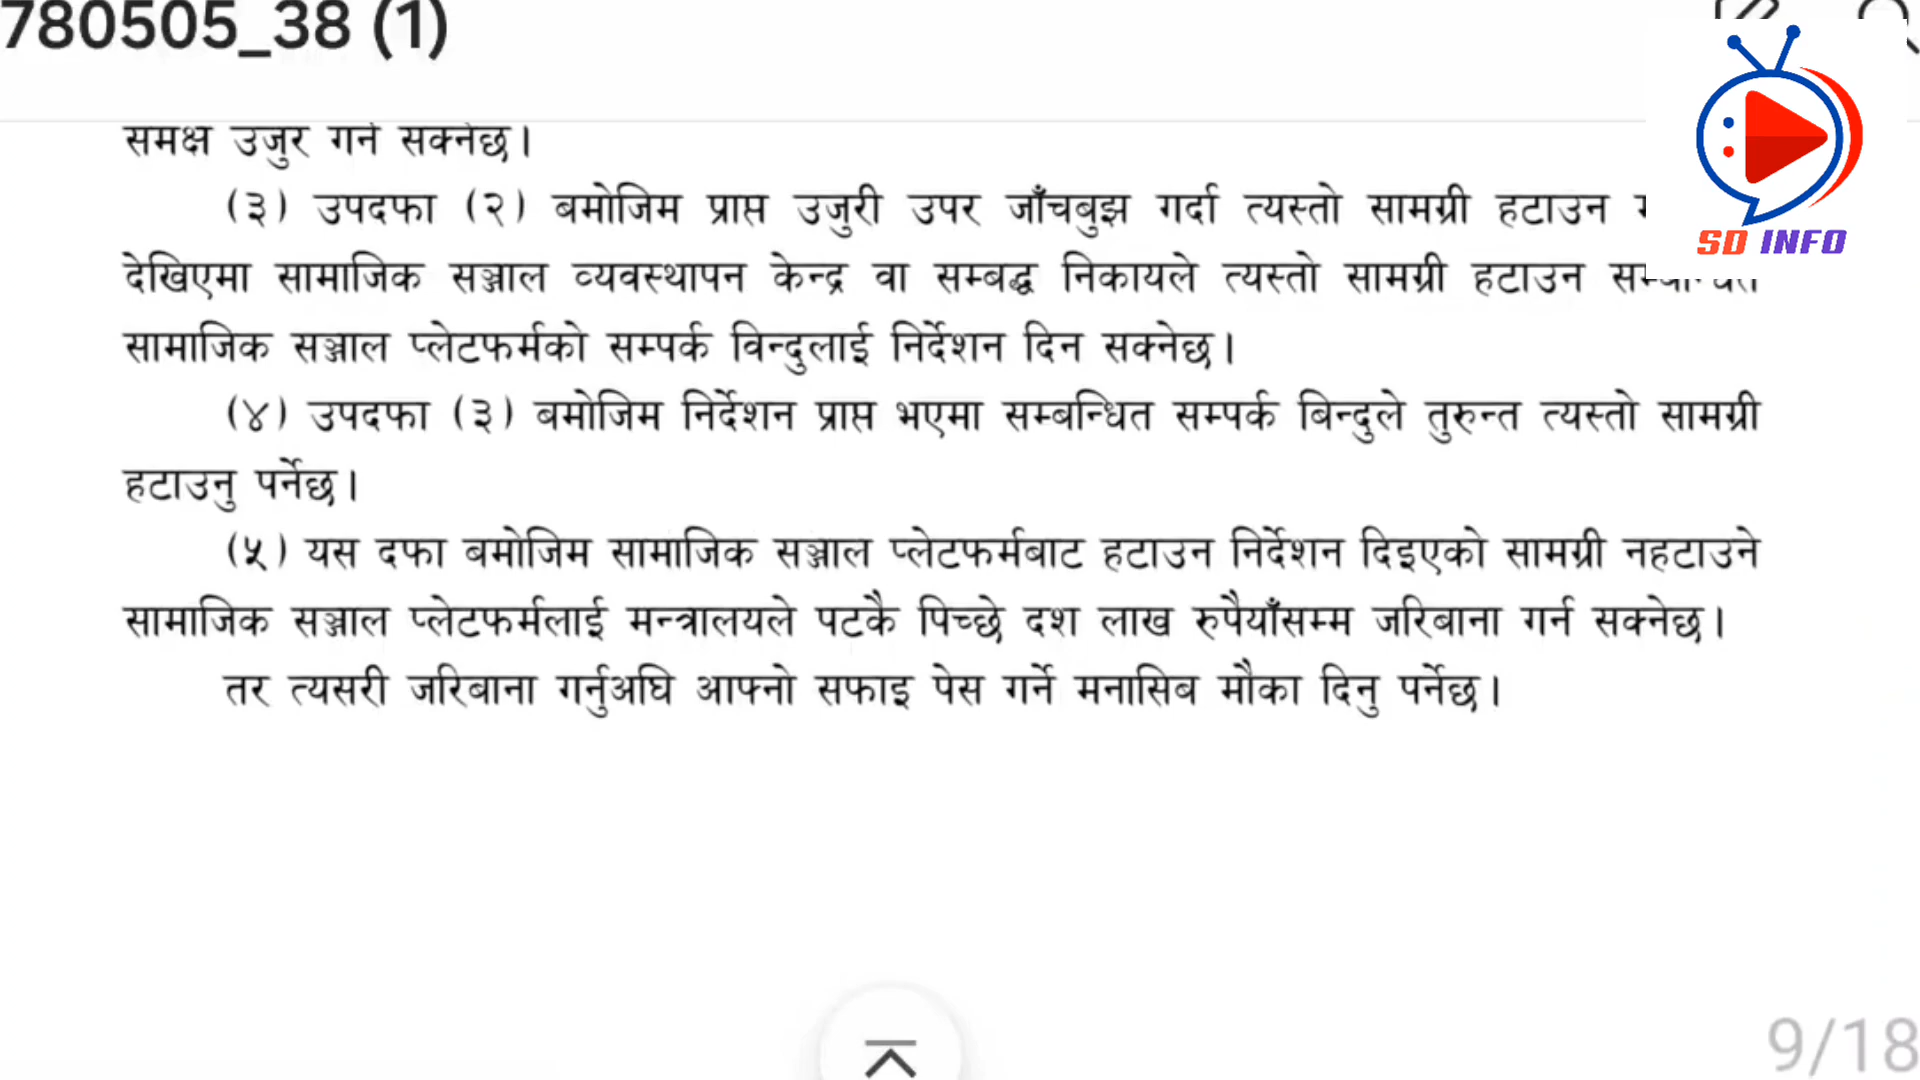 780505_38 (1)
समक्ष उजुर गर्न सक्नेछ।
(३) उपदफा (२) बमोजिम प्राप्त उजुरी उपर जाँचबुझ गर्दा त्यस्तो सामग्री हटाउन
देखिएमा सामाजिक सञ्जाल व्यवस्थापन केन्द्र वा सम्बद्ध निकायले त्यस्तो सामग्री हटाउन
सामाजिक सञ्जाल प्लेटफर्मको सम्पर्क विन्दुलाई निर्देशन दिन सक्नेछ।
(४) उपदफा (३) बमोजिम निर्देशन प्राप्त भएमा सम्बन्धित सम्पर्क बिन्दुले तुरुन्त त्यस्तो सामग्री
हटाउनु पर्नेछ।
(५) यस दफा बमोजिम सामाजिक सञ्जाल प्लेटफर्मबाट हटाउन निर्देशन दिइएको सामग्री नहटाउने
सामाजिक सञ्जाल प्लेटफर्मलाई मन्त्रालयले पटकै पिच्छे दश लाख रुपैयाँसम्म जरिबाना गर्न सक्नेछ।
तर त्यसरी जरिबाना गर्नुअघि आफ्नो सफाइ पेस गर्ने मनासिब मौका दिनु पर्नेछ।
SD INFO
9/18